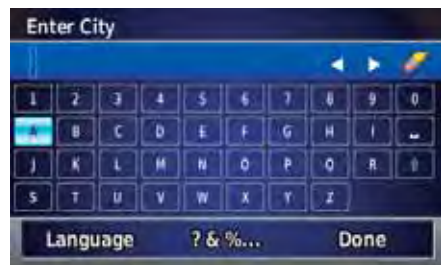 Enter City
1 2 3 4 5 6 7 8 9 0
A B C D E F G H I
J K L M N O P Q R
S T U V W X Y Z
Language ? & %... Done